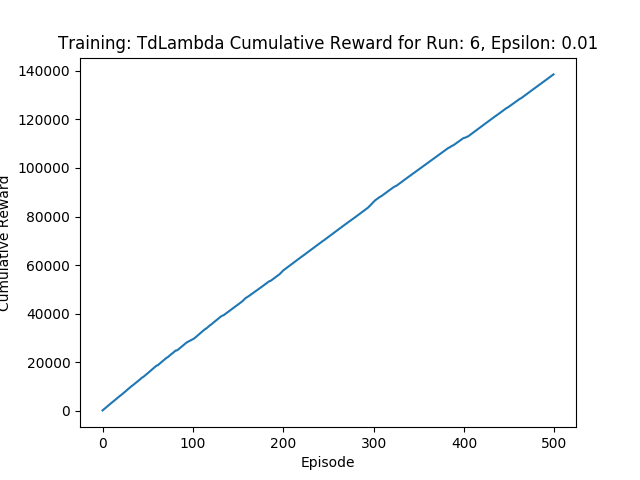 Training: TdLambda Cumulative Reward for Run: 6, Epsilon: 0.01
140000
120000
100000
80000
60000
40000
20000
0
Cumulative Reward
0 100 200 300 400 500
Episode